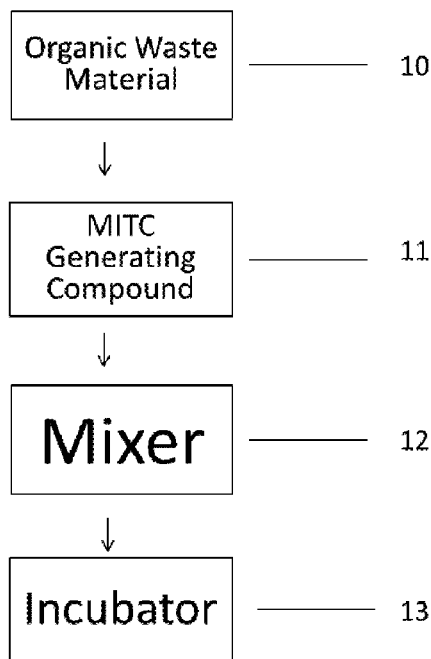 Organic Waste
Material
10
MITC
Generating
Compound
11
Mixer
12
Incubator
13